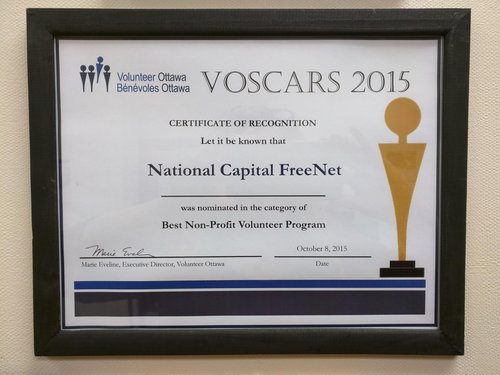 Volunteer Ottawa
Bénévoles Ottawa
VOSCARS 2015
CERTIFICATE OF RECOGNITION
Let it be known that
National Capital FreeNet
was nominated in the category of
Best Non-Profit Volunteer Program
Marie Eveline
October 8, 2015
Marie Eveline, Executive Director, Volunteer Ottawa
Date